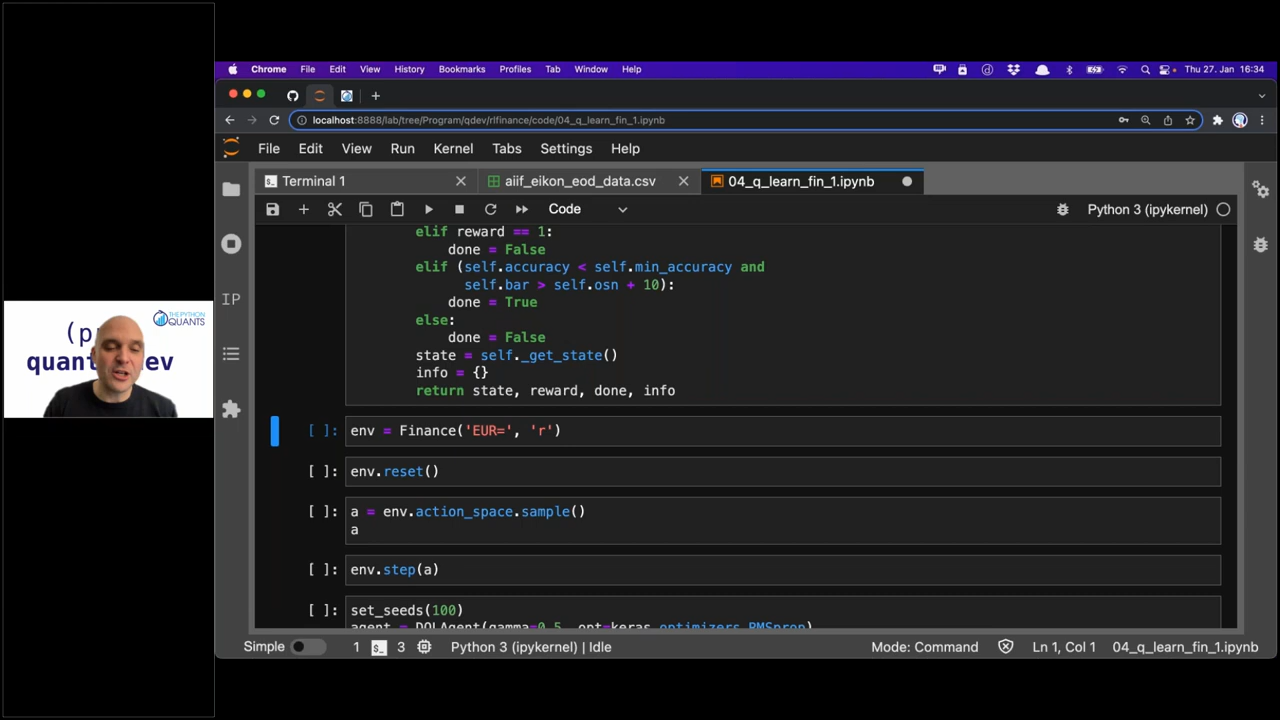 Chrome File Edit View History Bookmarks Profiles Tab Window Help Thu 27. Jan 16:34
localhost:8888/lab/tree/Program/qdev/rlfinance/code/04_q_learn_fin_1.ipynb
File Edit View Run Kernel Tabs Settings Help
Terminal 1 aiif_eikon_eod_data.csv 04_q_learn_fin_1.ipynb
Code Python 3 (ipykernel)
elif reward == 1:
done = False
elif (self.accuracy < self.min_accuracy and
self.bar > self.osn + 10):
done = True
else:
done = False
state = self._get_state()
info = {}
return state, reward, done, info
[ ]: env = Finance('EUR=', 'r')
[ ]: env.reset()
[ ]: a = env.action_space.sample()
a
[ ]: env.step(a)
[ ]: set_seeds(100)
agent = DQLAgent(gamma=0.5, opt=keras.optimizers.RMSprop)
Simple 1 3 Python 3 (ipykernel) | Idle Mode: Command Ln 1, Col 1 04_q_learn_fin_1.ipynb
IP
THE PYTHON
QUANTS